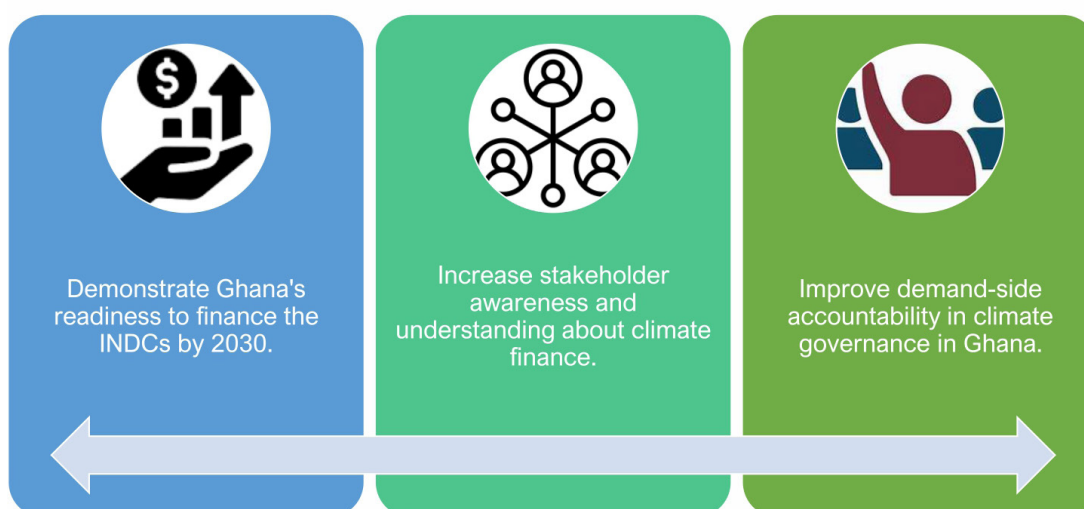 $
Demonstrate Ghana's
readiness to finance the
INDCs by 2030.
Increase stakeholder
awareness and
understanding about climate
finance.
Improve demand-side
accountability in climate
governance in Ghana.